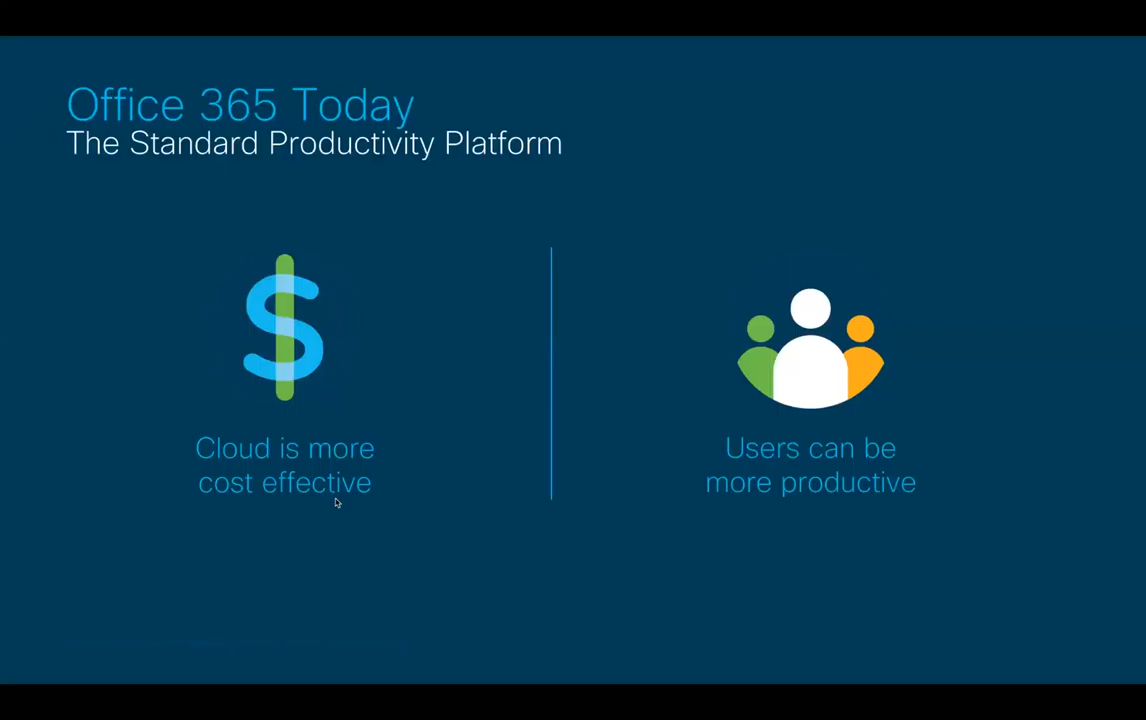 Office 365 Today
The Standard Productivity Platform
Cloud is more
cost effective
Users can be
more productive